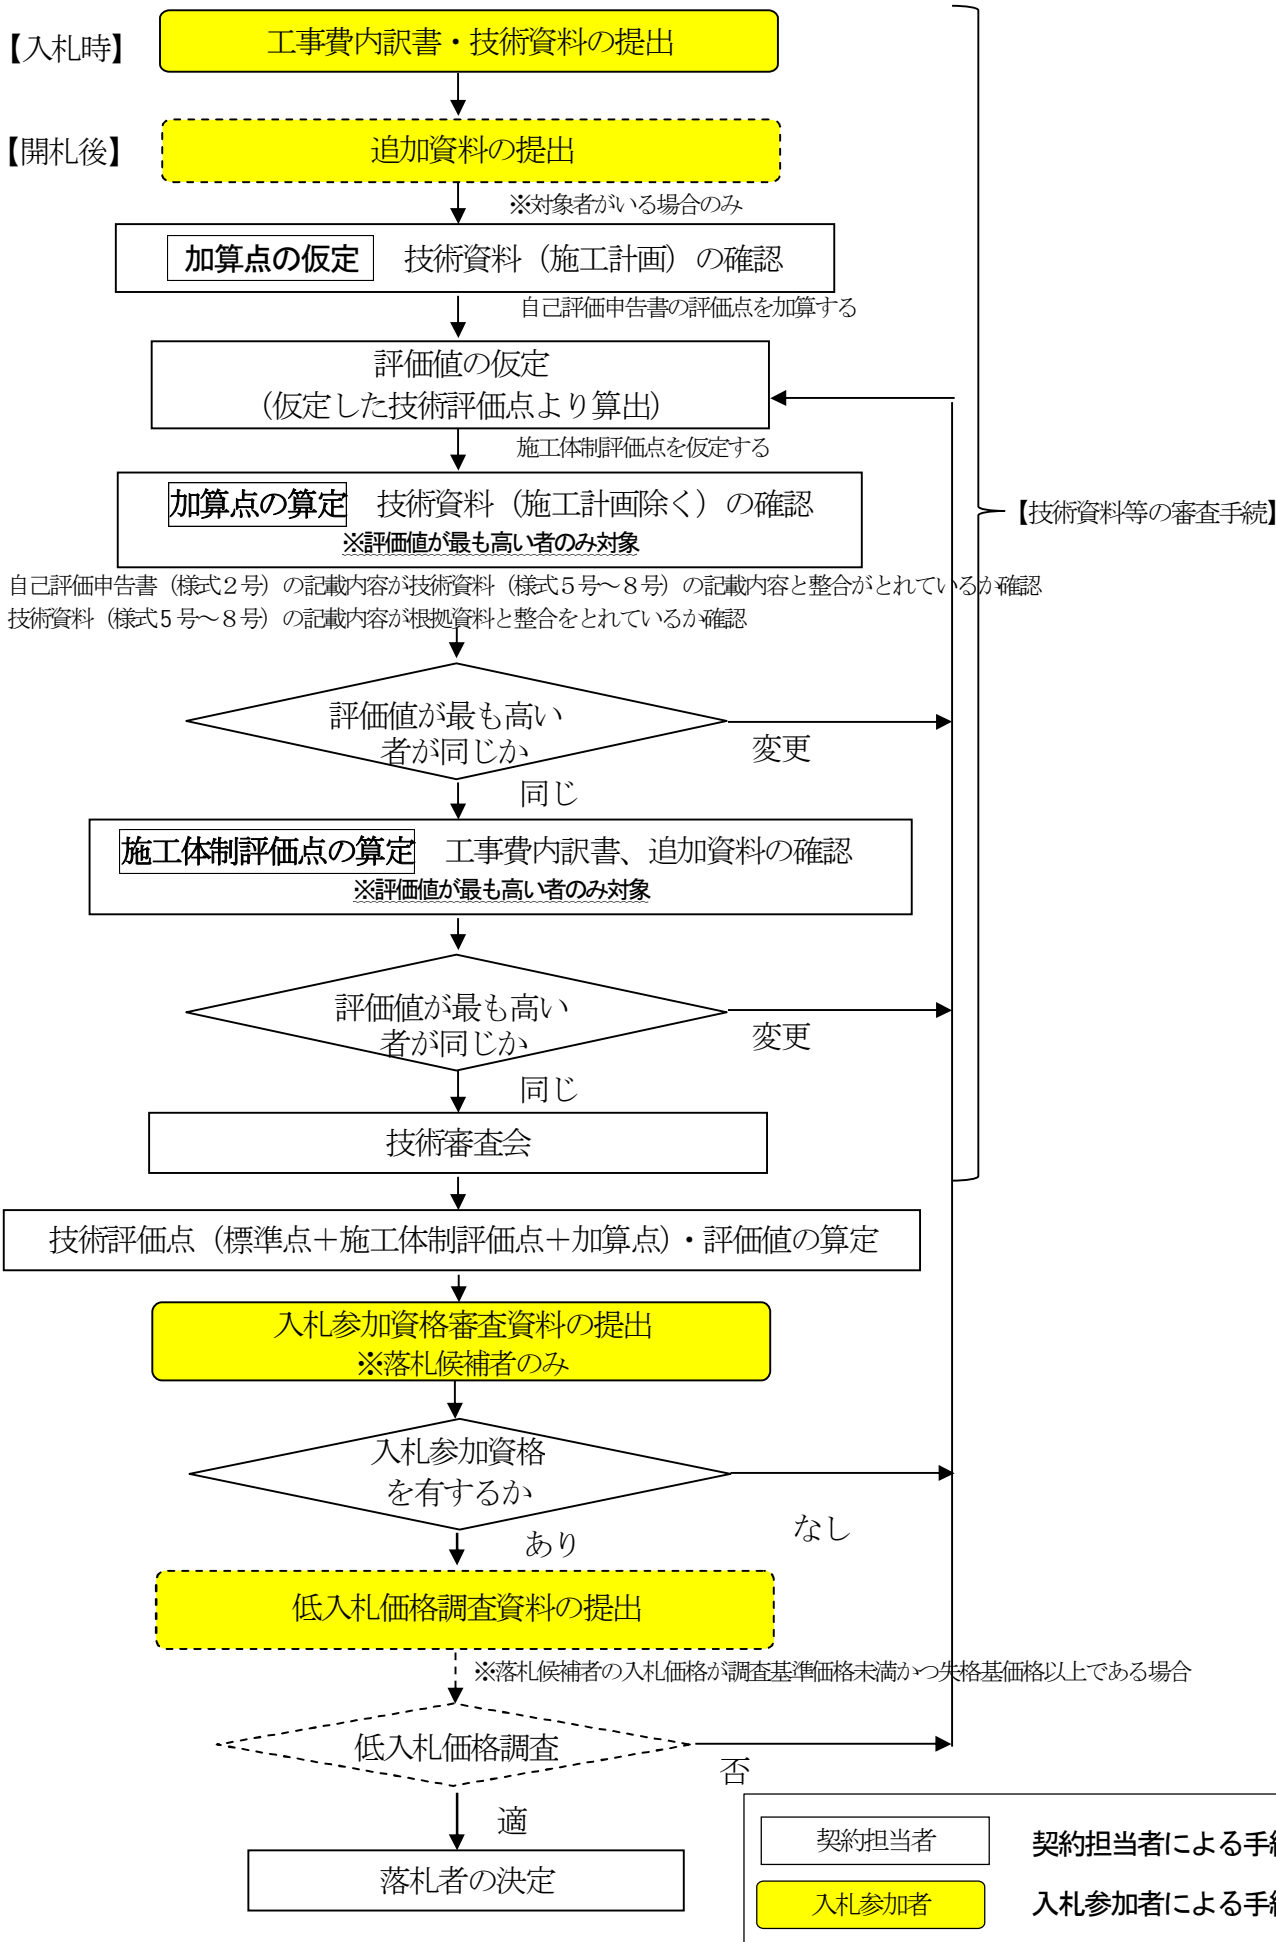 【入札時】
工事費内訳書・技術資料の提出
【開札後】
追加資料の提出
※対象者がいる場合のみ
加算点の仮定 技術資料（施工計画）の確認
自己評価申告書の評価点を加算する
評価値の仮定
（仮定した技術評価点より算出）
施工体制評価点を仮定する
加算点の算定 技術資料（施工計画除く）の確認
※評価値が最も高い者のみ対象
【技術資料等の審査手続】
自己評価申告書（様式２号）の記載内容が技術資料（様式５号～８号）の記載内容と整合がとれているか確認
技術資料（様式５号～８号）の記載内容が根拠資料と整合をとれているか確認
評価値が最も高い
者が同じか
変更
同じ
施工体制評価点の算定 工事費内訳書、追加資料の確認
※評価値が最も高い者のみ対象
評価値が最も高い
者が同じか
変更
同じ
技術審査会
技術評価点（標準点＋施工体制評価点＋加算点）・評価値の算定
入札参加資格審査資料の提出
※落札候補者のみ
入札参加資格
を有するか
なし
あり
低入札価格調査資料の提出
※落札候補者の入札価格が調査基準価格未満かつ失格基価格以上である場合
低入札価格調査
否
適
落札者の決定
契約担当者 契約担当者による手
入札参加者 入札参加者による手